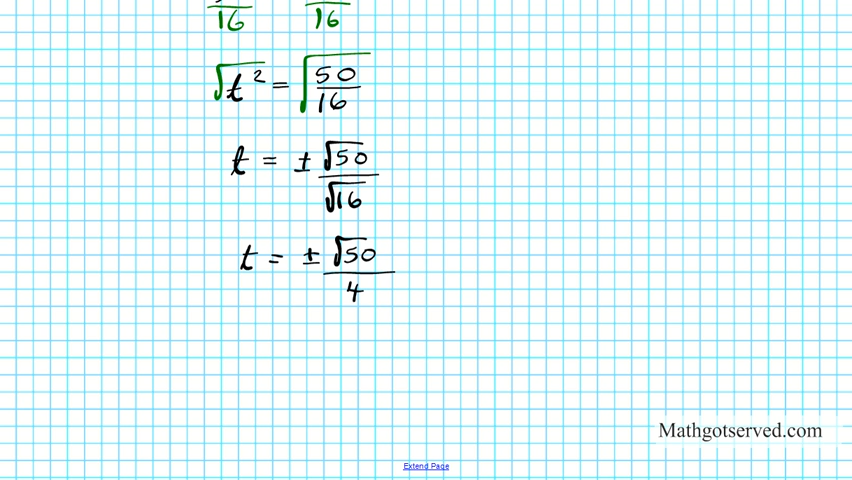 16 16
√t² = √50/16
t = ± √50/√16
t = ± √50/4
Mathgotserved.com
Extend Page